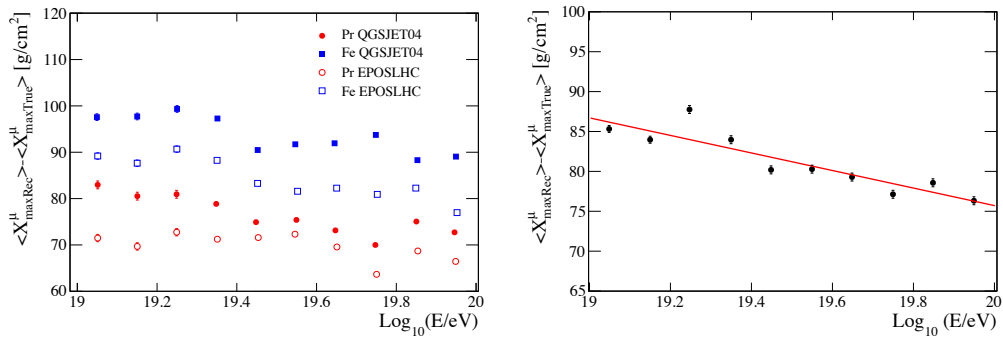 <X^μ_maxRec>-<X^μ_maxTrue> [g/cm²]
120
110
100
90
80
70
60
Pr QGSJET04
Fe QGSJET04
Pr EPOSLHC
Fe EPOSLHC
19 19.2 19.4 19.6 19.8 20
Log₁₀(E/eV)
<X^μ_maxRec>-<X^μ_maxTrue> [g/cm²]
100
95
90
85
80
75
70
65
19 19.2 19.4 19.6 19.8 20
Log₁₀(E/eV)